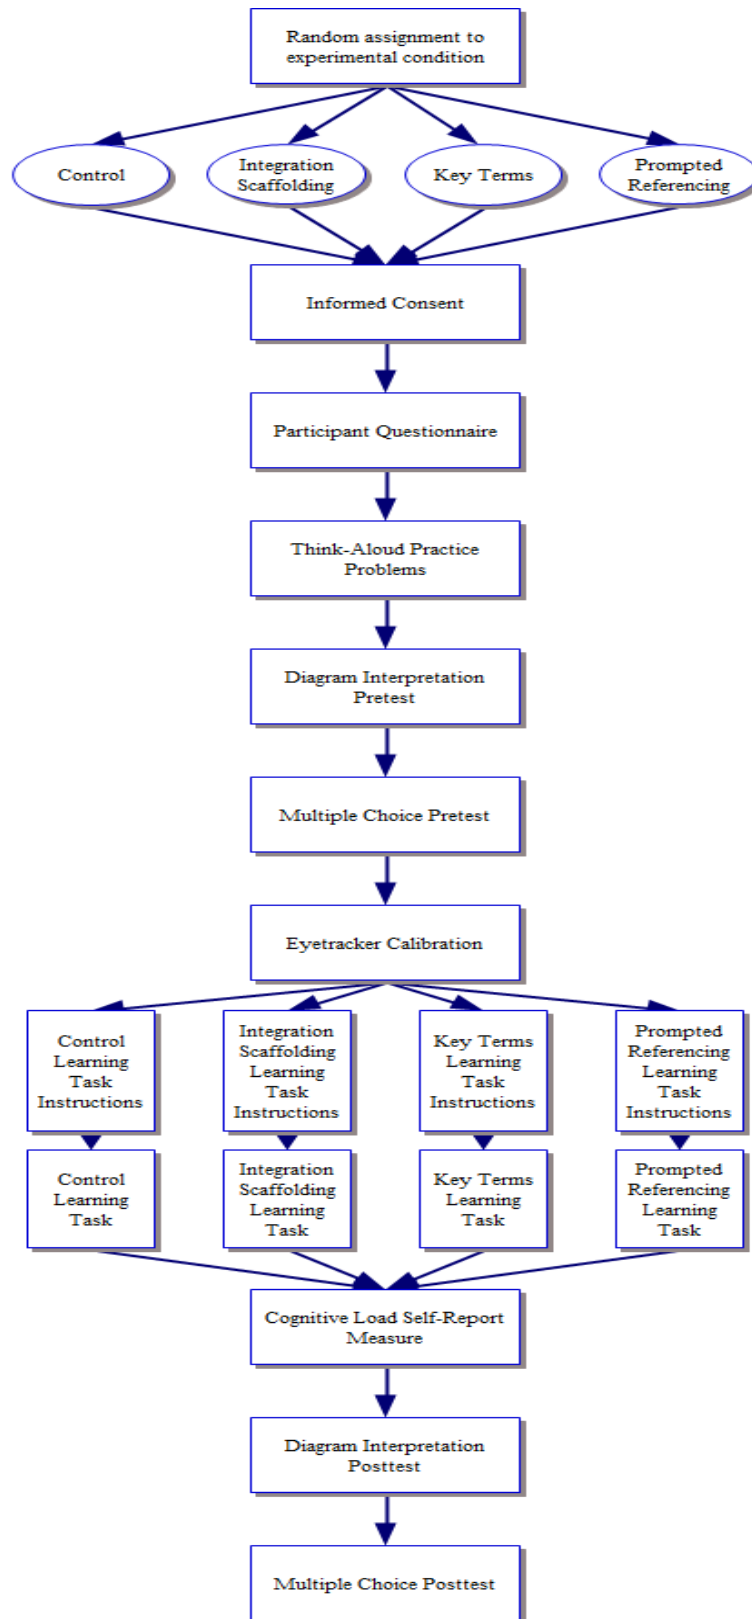 Random assignment to
experimental condition
Control
Integration
Scaffolding
Key Terms
Prompted
Referencing
Informed Consent
Participant Questionnaire
Think-Aloud Practice
Problems
Diagram Interpretation
Pretest
Multiple Choice Pretest
Eyetracker Calibration
Control
Learning
Task
Instructions
Integration
Scaffolding
Learning
Task
Instructions
Key Terms
Learning
Task
Instructions
Prompted
Referencing
Learning
Task
Instructions
Control
Learning
Task
Integration
Scaffolding
Learning
Task
Key Terms
Learning
Task
Prompted
Referencing
Learning
Task
Cognitive Load Self-Report
Measure
Diagram Interpretation
Posttest
Multiple Choice Posttest